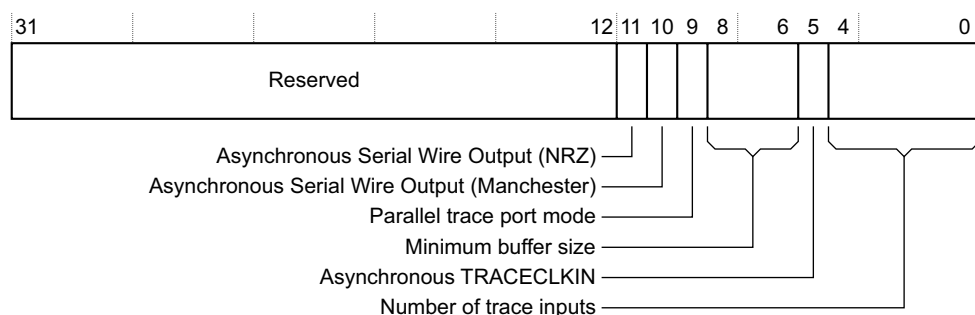 31 12 11 10 9 8 6 5 4 0
Reserved
Asynchronous Serial Wire Output (NRZ)
Asynchronous Serial Wire Output (Manchester)
Parallel trace port mode
Minimum buffer size
Asynchronous TRACECLKIN
Number of trace inputs